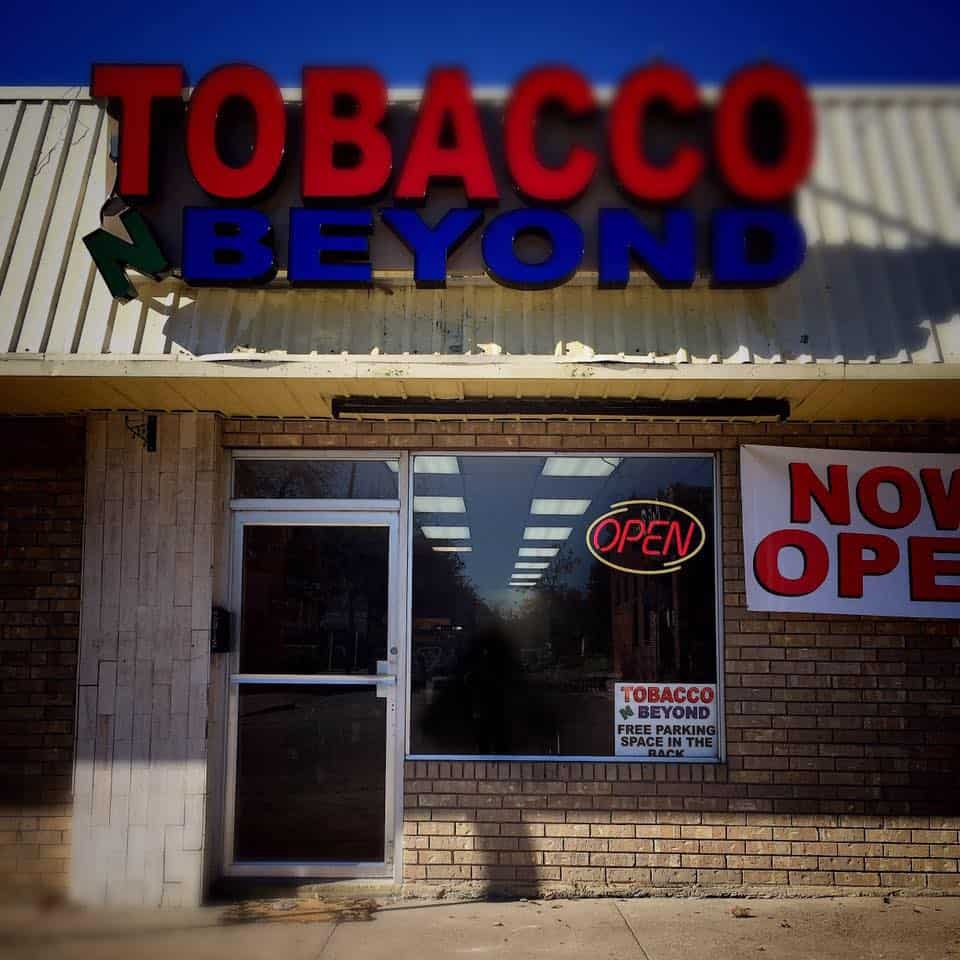 TOBACCO
N BEYOND
OPEN
NOW
OPE
TOBACCO
N BEYOND
FREE PARKING
SPACE IN THE
BACK